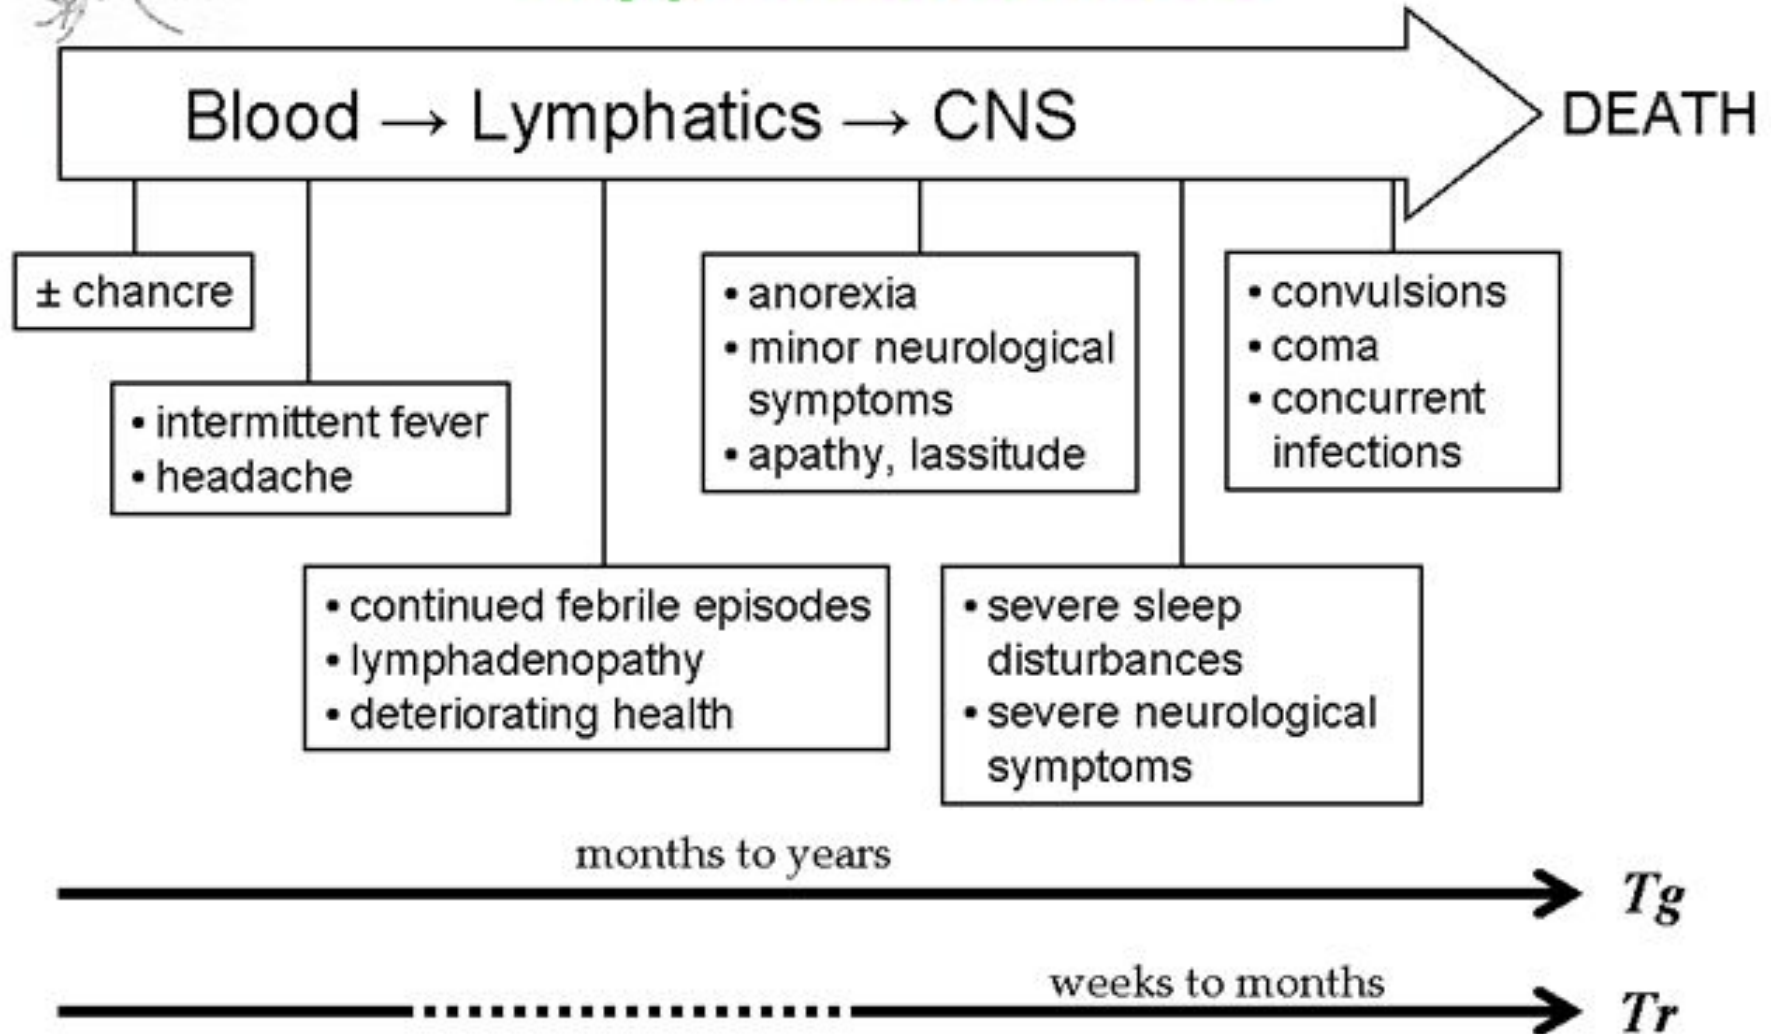 Blood → Lymphatics → CNS
DEATH
± chancre
• intermittent fever
• headache
• continued febrile episodes
• lymphadenopathy
• deteriorating health
• anorexia
• minor neurological
symptoms
• apathy, lassitude
• severe sleep
disturbances
• severe neurological
symptoms
• convulsions
• coma
• concurrent
infections
months to years
Tg
weeks to months
Tr